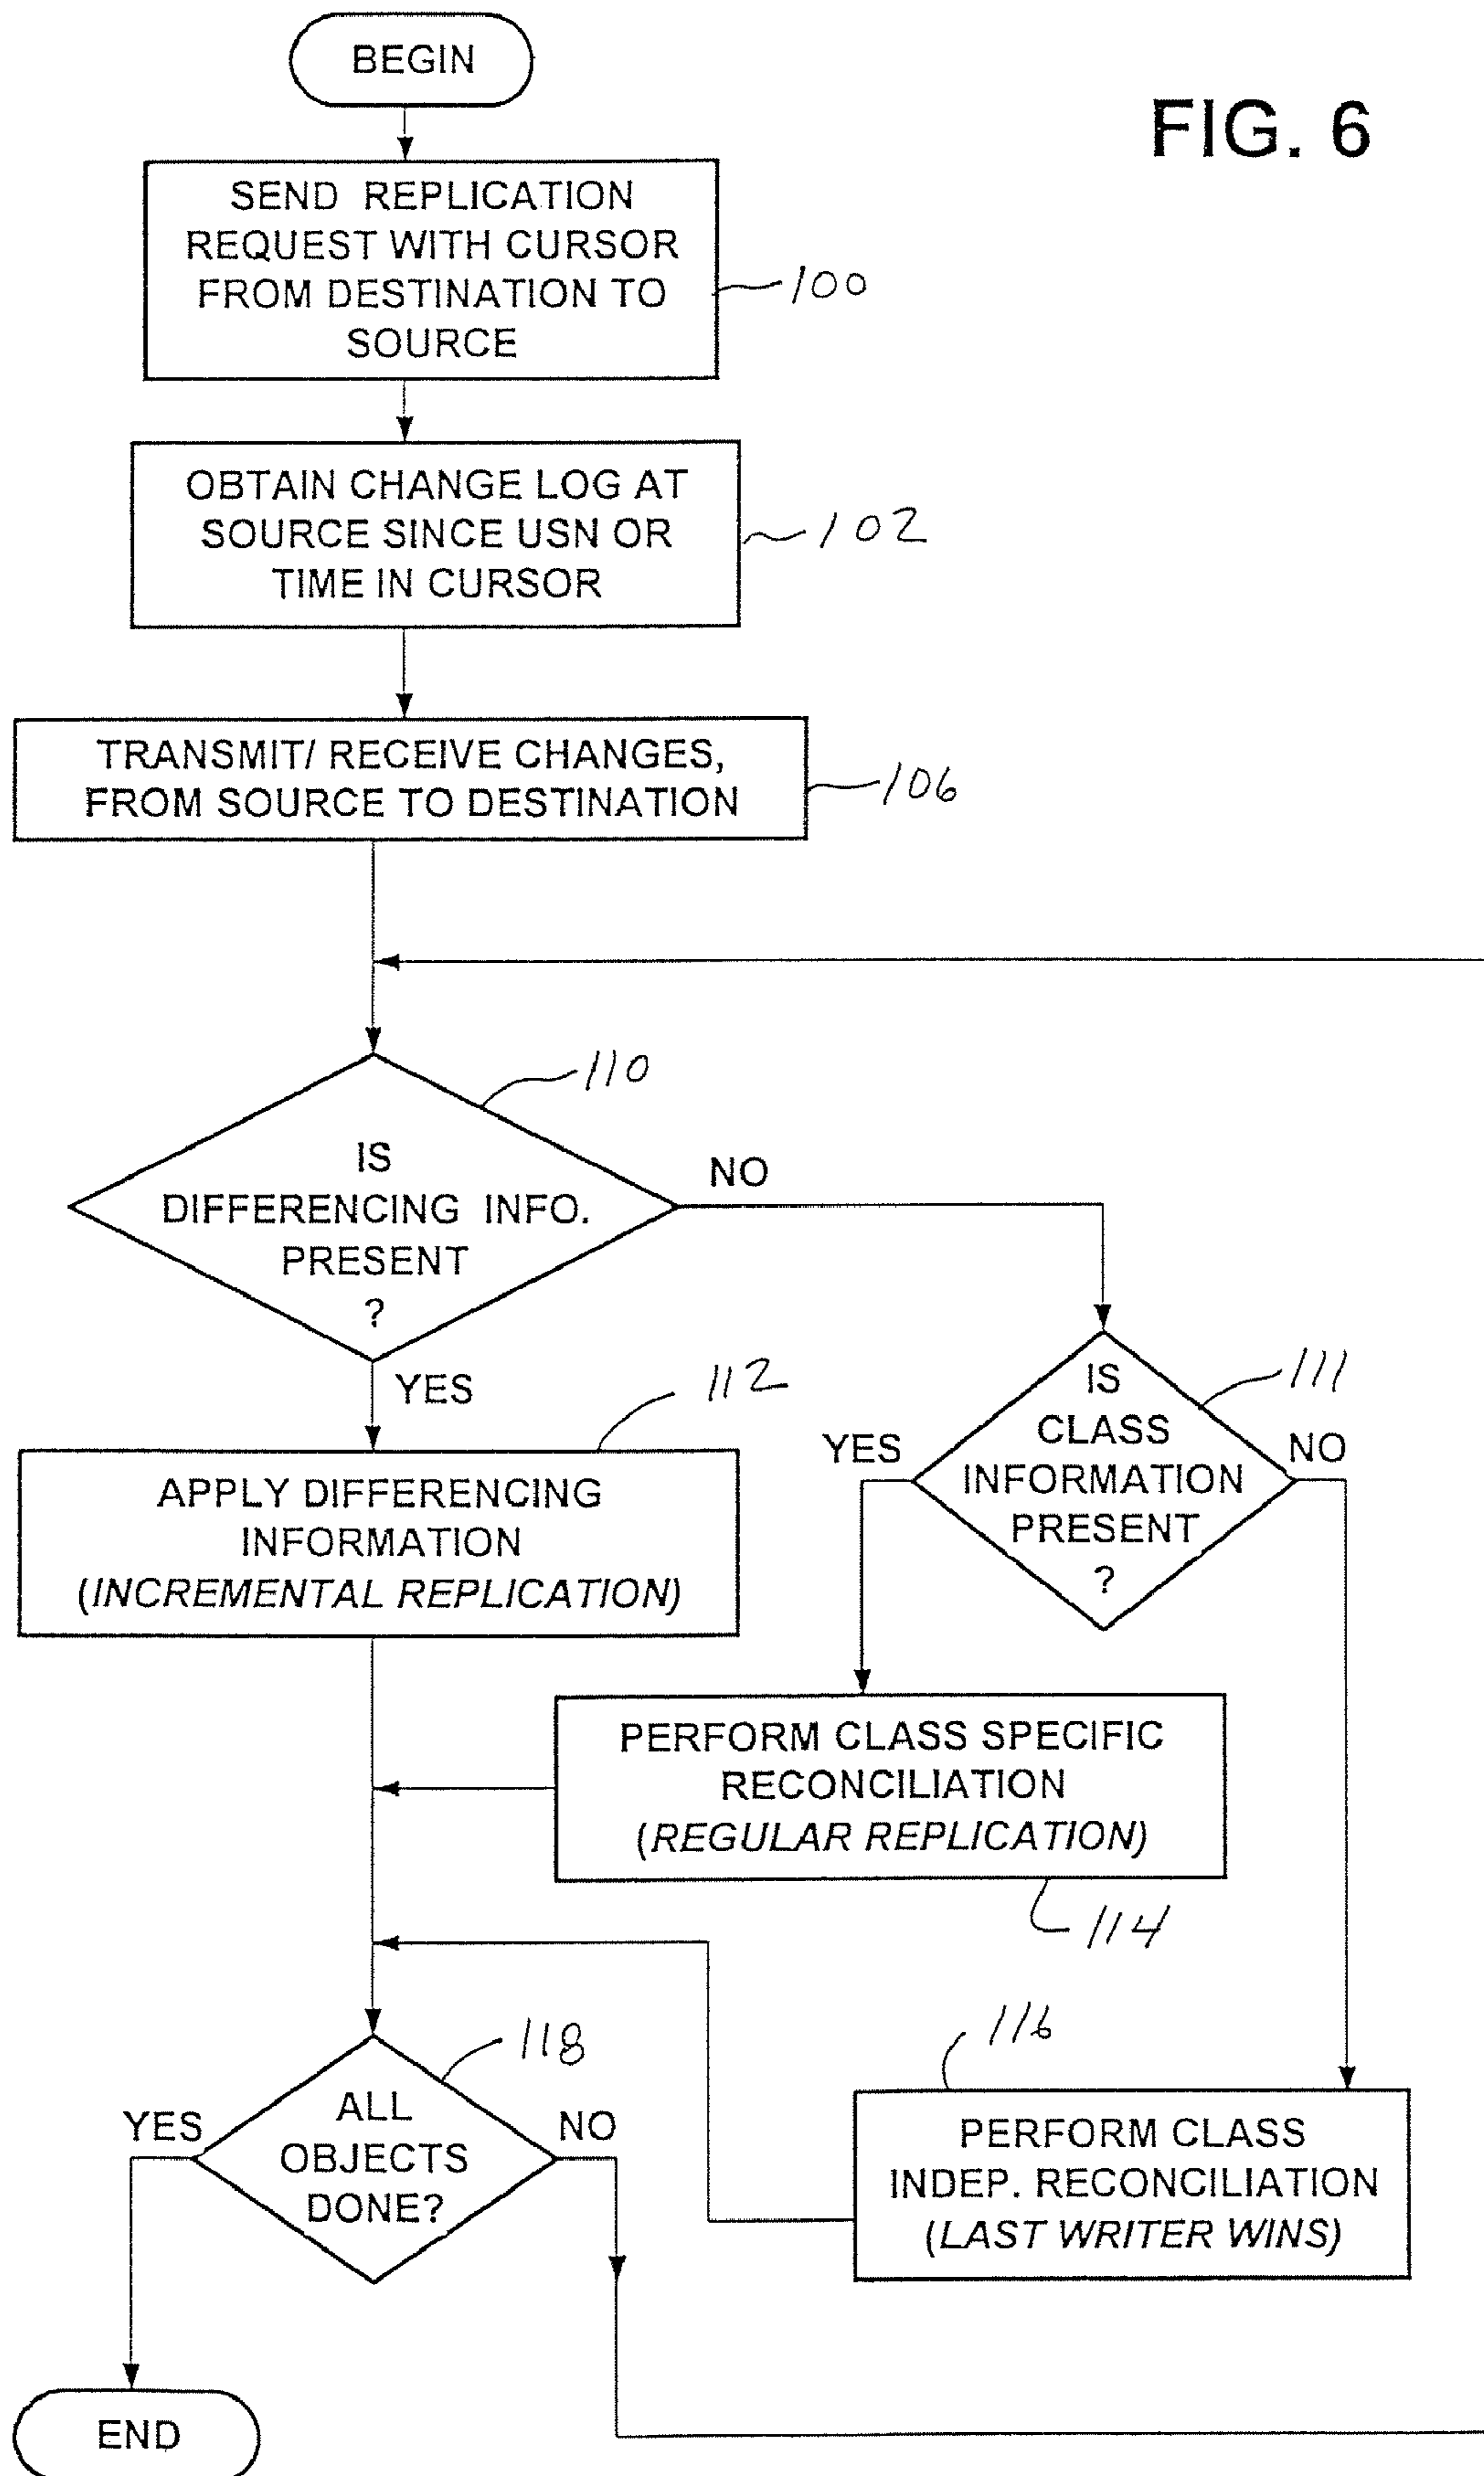 BEGIN
FIG. 6
SEND REPLICATION
REQUEST WITH CURSOR
FROM DESTINATION TO
SOURCE
100
OBTAIN CHANGE LOG AT
SOURCE SINCE USN OR
TIME IN CURSOR
102
TRANSMIT/ RECEIVE CHANGES,
FROM SOURCE TO DESTINATION
106
110
IS
DIFFERENCING INFO.
PRESENT
?
NO
YES
111
IS
CLASS
INFORMATION
PRESENT
?
YES
NO
112
APPLY DIFFERENCING
INFORMATION
(INCREMENTAL REPLICATION)
PERFORM CLASS SPECIFIC
RECONCILIATION
(REGULAR REPLICATION)
114
116
PERFORM CLASS
INDEP. RECONCILIATION
(LAST WRITER WINS)
118
ALL
OBJECTS
DONE?
YES
NO
END